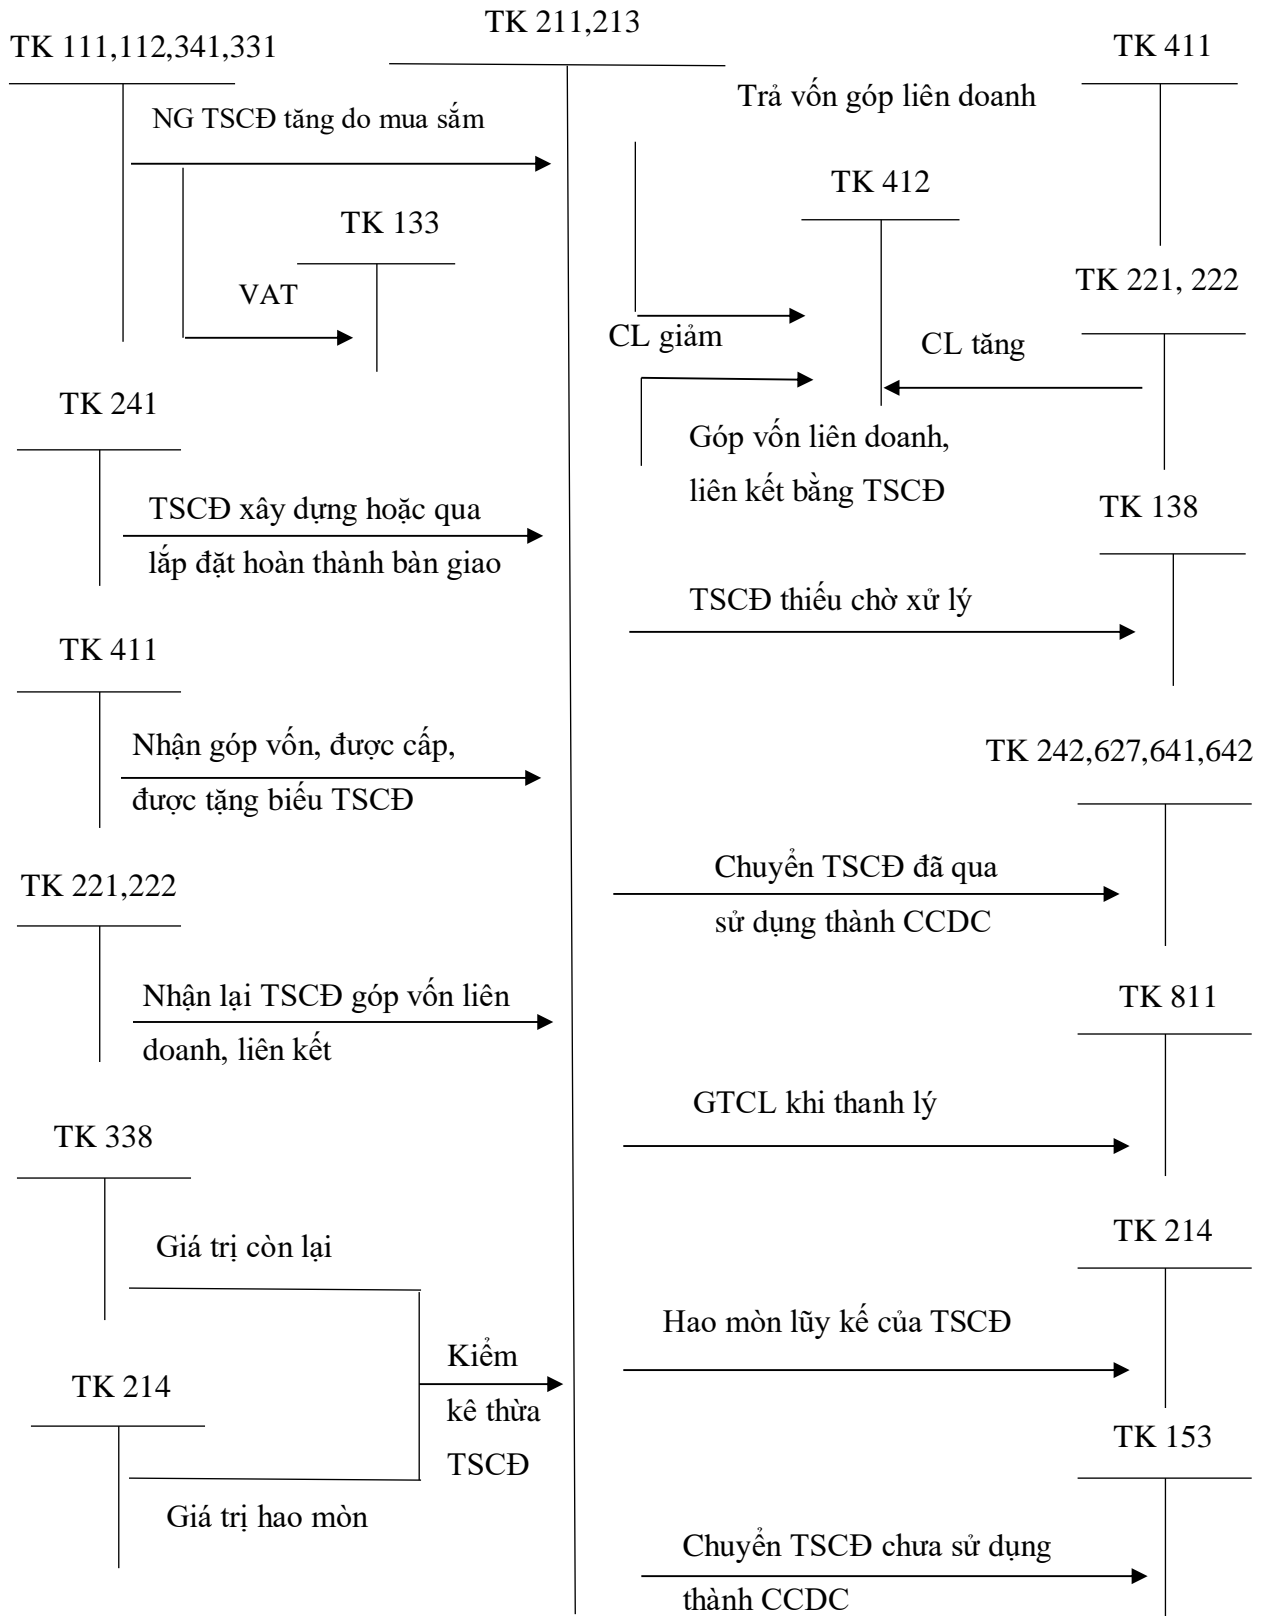 TK 111,112,341,331
TK 211,213
TK 411
NG TSCĐ tăng do mua sắm
Trả vốn góp liên doanh
TK 412
TK 133
TK 221, 222
VAT
CL giảm
CL tăng
TK 241
Góp vốn liên doanh,
liên kết bằng TSCĐ
TK 138
TSCĐ xây dựng hoặc qua
lắp đặt hoàn thành bàn giao
TSCĐ thiếu chờ xử lý
TK 411
Nhận góp vốn, được cấp,
được tặng biếu TSCĐ
TK 242,627,641,642
Chuyển TSCĐ đã qua
sử dụng thành CCDC
TK 221,222
Nhận lại TSCĐ góp vốn liên
doanh, liên kết
TK 811
GTCL khi thanh lý
TK 338
Giá trị còn lại
TK 214
Hao mòn lũy kế của TSCĐ
Kiểm
kê thừa
TSCĐ
TK 214
Giá trị hao mòn
TK 153
Chuyển TSCĐ chưa sử dụng
thành CCDC